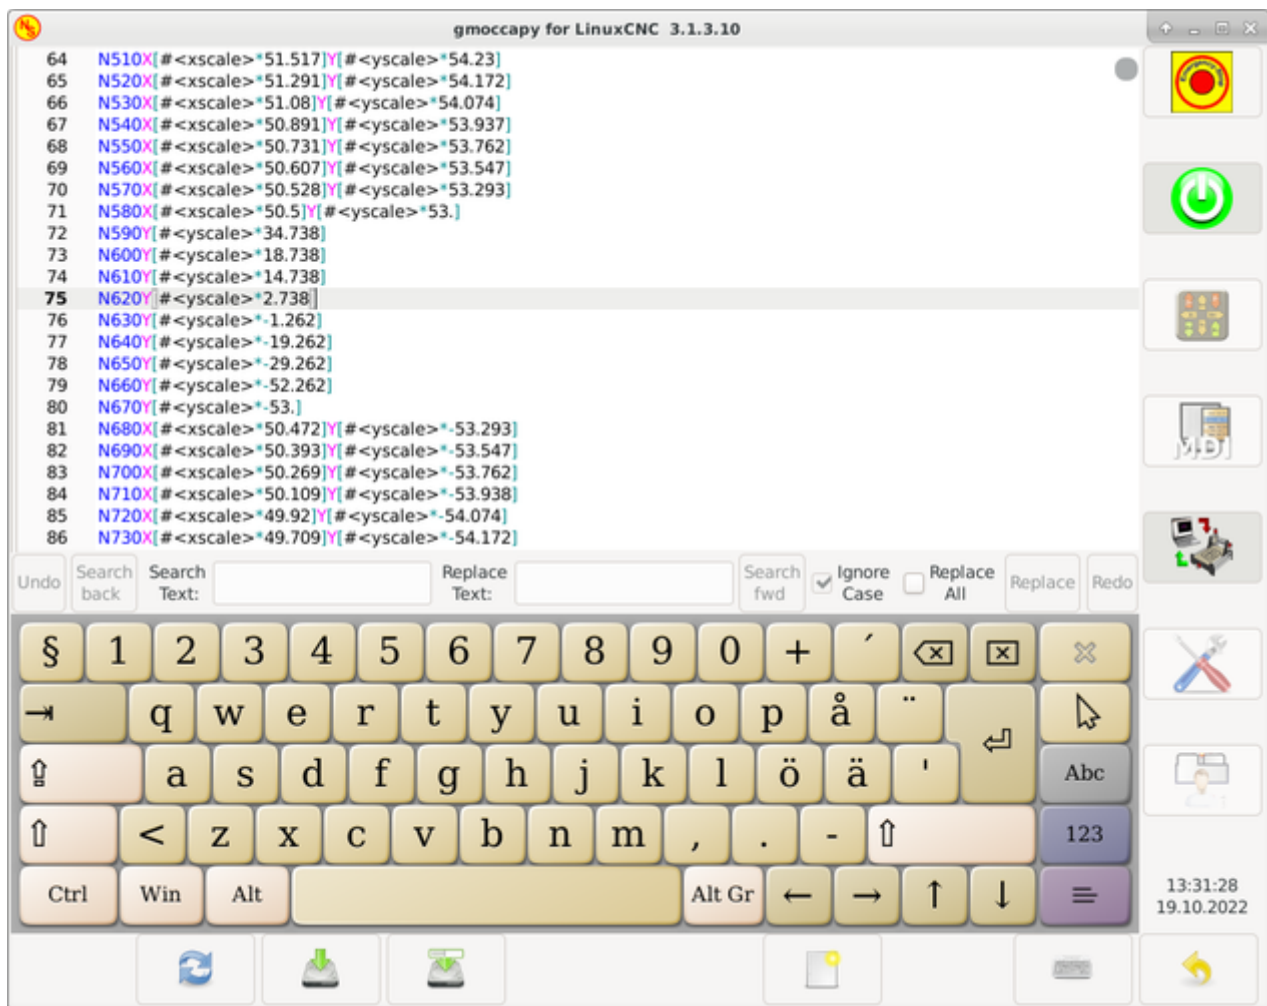 gmoccapy for LinuxCNC 3.1.3.10
64 N510X[#<xscale>*51.517]Y[#<yscale>*54.23]
65 N520X[#<xscale>*51.291]Y[#<yscale>*54.172]
66 N530X[#<xscale>*51.08]Y[#<yscale>*54.074]
67 N540X[#<xscale>*50.891]Y[#<yscale>*53.937]
68 N550X[#<xscale>*50.731]Y[#<yscale>*53.762]
69 N560X[#<xscale>*50.607]Y[#<yscale>*53.547]
70 N570X[#<xscale>*50.528]Y[#<yscale>*53.293]
71 N580X[#<xscale>*50.5]Y[#<yscale>*53.]
72 N590Y[#<yscale>*34.738]
73 N600Y[#<yscale>*18.738]
74 N610Y[#<yscale>*14.738]
75 N620Y[#<yscale>*2.738]
76 N630Y[#<yscale>*-1.262]
77 N640Y[#<yscale>*-19.262]
78 N650Y[#<yscale>*-29.262]
79 N660Y[#<yscale>*-52.262]
80 N670Y[#<yscale>*-53.]
81 N680X[#<xscale>*50.472]Y[#<yscale>*-53.293]
82 N690X[#<xscale>*50.393]Y[#<yscale>*-53.547]
83 N700X[#<xscale>*50.269]Y[#<yscale>*-53.762]
84 N710X[#<xscale>*50.109]Y[#<yscale>*-53.938]
85 N720X[#<xscale>*49.92]Y[#<yscale>*-54.074]
86 N730X[#<xscale>*49.709]Y[#<yscale>*-54.172]
Emergency Stop
MDI
Undo
Search
back
Search
Text:
Replace
Text:
Search
fwd
Ignore
Case
Replace
All
Replace
Redo
§ 1 2 3 4 5 6 7 8 9 0 + ´
q w e r t y u i o p å ¨
a s d f g h j k l ö ä ' Abc
< z x c v b n m , . - 123
Ctrl Win Alt Alt Gr ← → ↑ ↓
13:31:28
19.10.2022